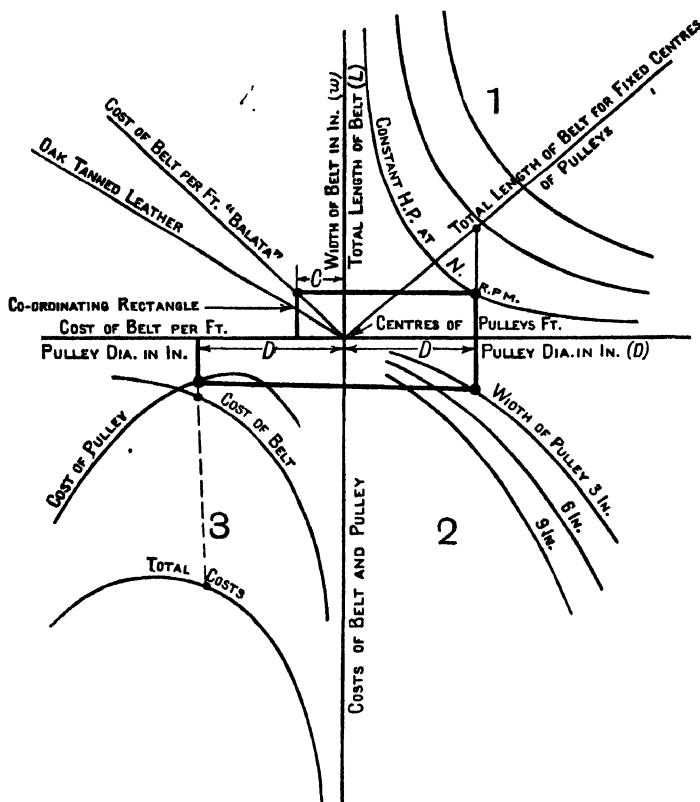 1
TOTAL LENGTH OF BELT FOR FIXED CENTRES
OF PULLEYS
COST OF BELT PER FT. "BALATA"
OAK TANNED LEATHER
WIDTH OF BELT IN IN. (W)
TOTAL LENGTH OF BELT (L)
CONSTANT H.P. AT N. R.P.M.
C
CO-ORDINATING RECTANGLE
COST OF BELT PER FT.
CENTRES OF PULLEYS FT.
PULLEY DIA. IN IN.
D
D
PULLEY DIA. IN IN. (D)
COST OF PULLEY
COST OF BELT
WIDTH OF PULLEY 3 IN.
6 IN.
9 IN.
3
2
TOTAL COSTS
COSTS OF BELT AND PULLEY